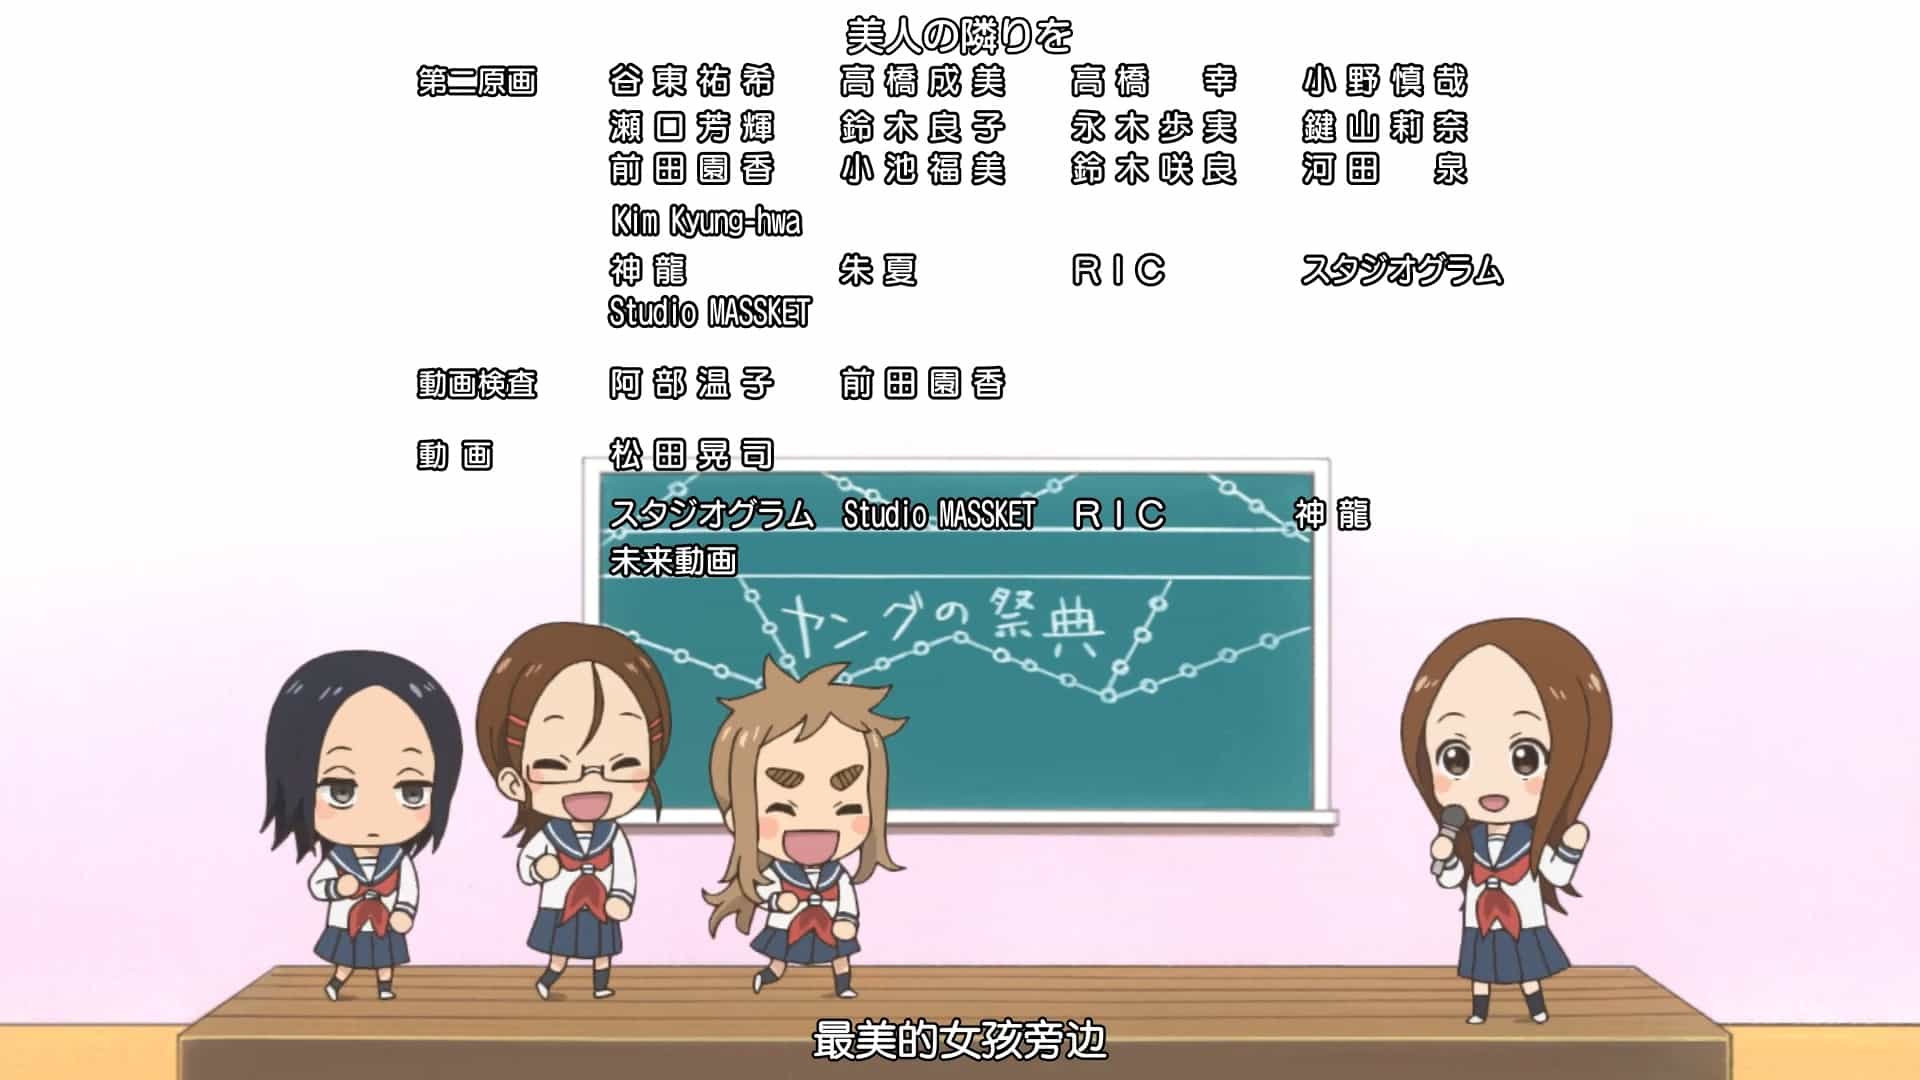 美人の隣りを
第二原画 谷東祐希 高橋成美 高橋 幸 小野慎哉
瀬口芳輝 鈴木良子 永木歩実 鍵山莉奈
前田園香 小池福美 鈴木咲良 河田 泉
Kim Kyung-hwa
神龍 朱夏 RIC スタジオグラム
Studio MASSKET
動画検査 阿部温子 前田園香
動画 松田晃司
スタジオグラム Studio MASSKET RIC 神龍
未来動画
ヤングの祭典
最美的女孩旁边